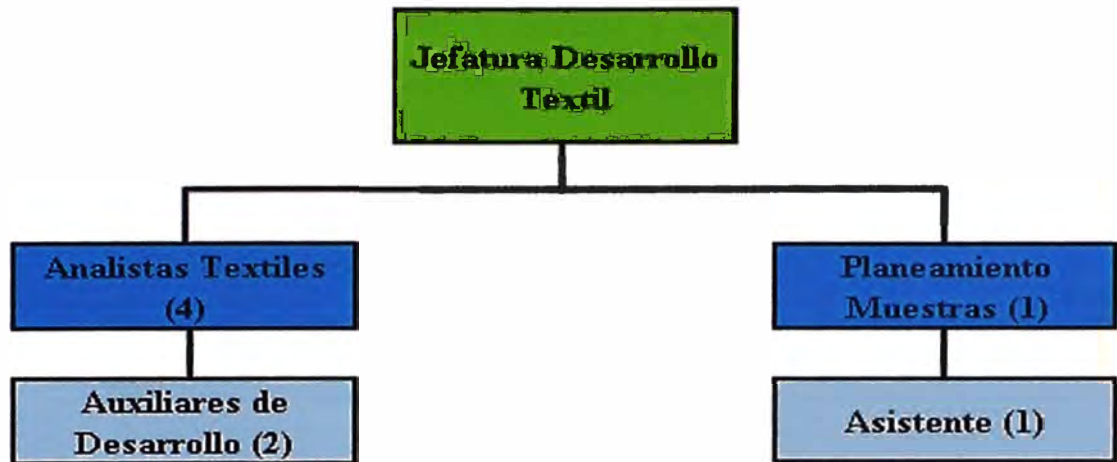 Jefatura Desarrollo
Textil
Analistas Textiles
(4)
Planeamiento
Muestras (1)
Auxiliares de
Desarrollo (2)
Asistente (1)